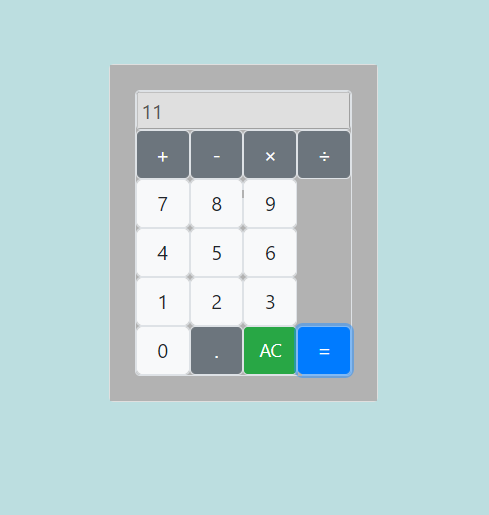 11
+ - × ÷
7 8 9
4 5 6
1 2 3
0 . AC =